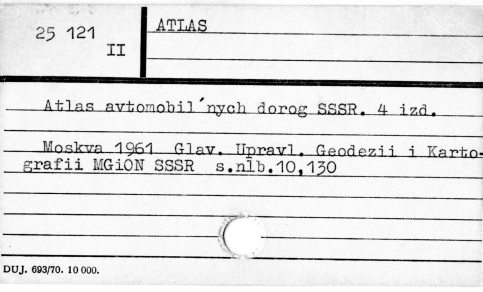 25 121
II
ATLAS
Atlas avtomobil´nych dorog SSSR. 4 izd.
Moskva 1961 Glav. Upravl. Geodezii i Karto-
grafii MGiON SSSR s.nlb.10,130
DUJ. 693/70. 10 000.